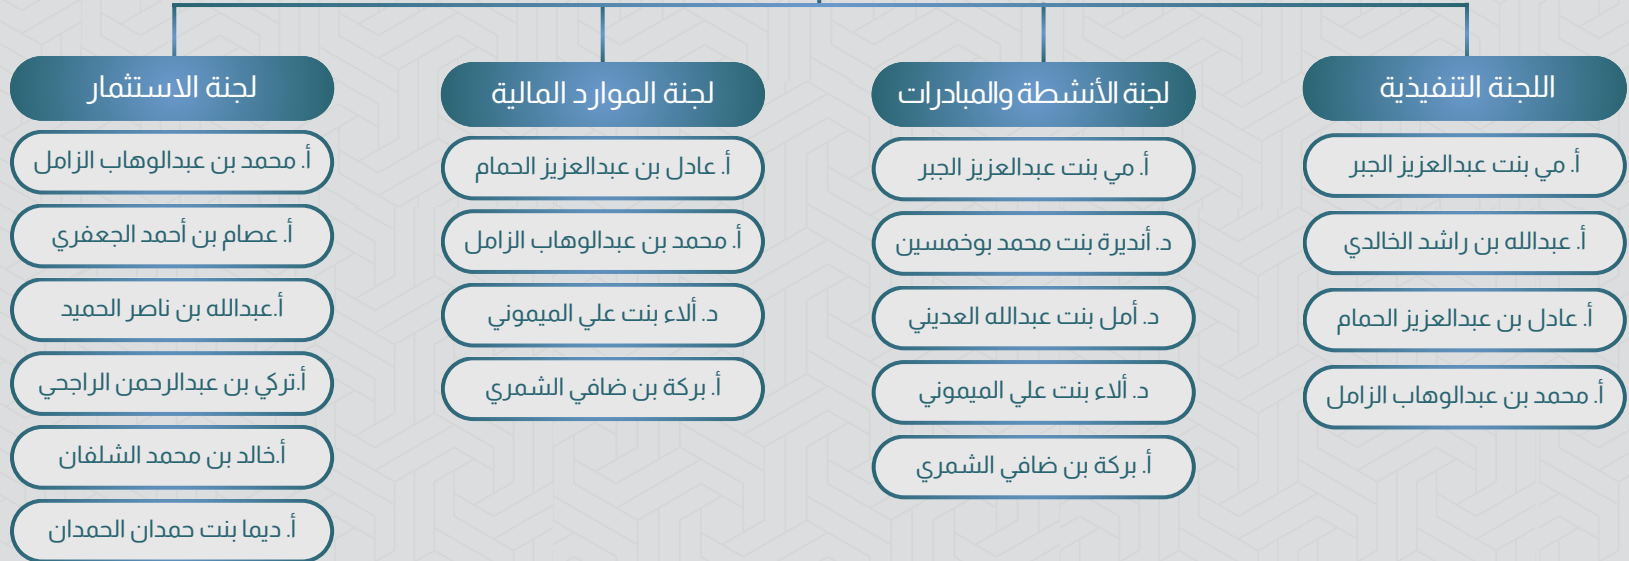 اللجنة التنفيذية
أ. مي بنت عبدالعزيز الجبر
أ. عبدالله بن راشد الخالدي
أ. عادل بن عبدالعزيز الحمام
أ. محمد بن عبدالوهاب الزامل
لجنة الأنشطة والمبادرات
أ. مي بنت عبدالعزيز الجبر
د. أنديرة بنت محمد بوخمسين
د. أمل بنت عبدالله العديني
د. ألاء بنت علي الميموني
أ. بركة بن ضافي الشمري
لجنة الموارد المالية
أ. عادل بن عبدالعزيز الحمام
أ. محمد بن عبدالوهاب الزامل
د. ألاء بنت علي الميموني
أ. بركة بن ضافي الشمري
لجنة الاستثمار
أ. محمد بن عبدالوهاب الزامل
أ. عصام بن أحمد الجعفري
أ.عبدالله بن ناصر الحميد
أ.تركي بن عبدالرحمن الراجحي
أ.خالد بن محمد الشلفان
أ. ديما بنت حمدان الحمدان